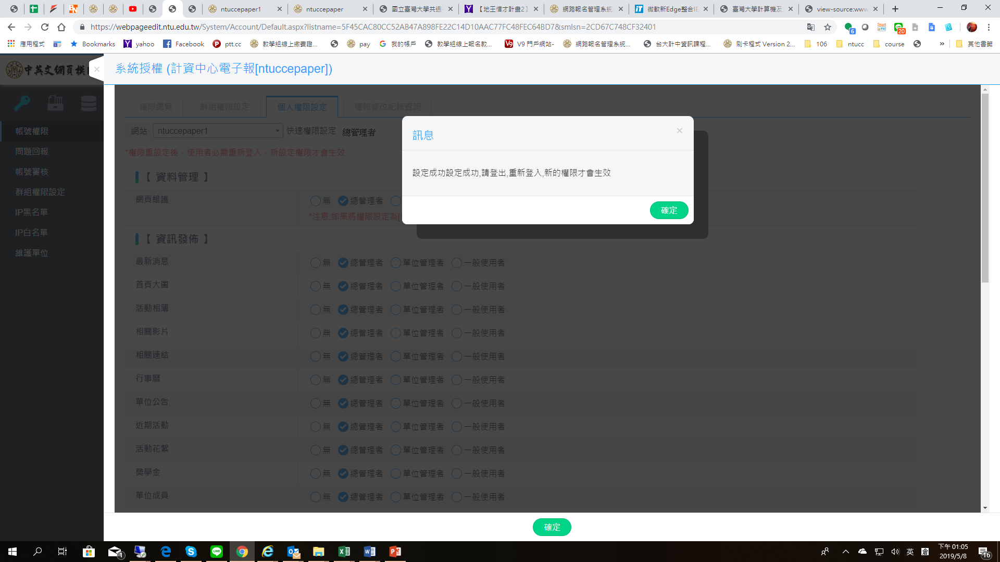 ntuccepaper1
ntuccepaper
國立臺灣大學共通
【地王惜才計畫2】
網路報名管理系統
微軟新Edge整合IE
臺灣大學計算機及
view-source:www
https://webpageedit.ntu.edu.tw/System/Account/Default.aspx?listname=5F45CAC80CC52AB47A898FE22C14D10AAC77FC48FEC64BD7&smlsn=2CD67C748CF32401
6
20
應用程式
Bookmarks
yahoo
Facebook
ptt.cc
教學組線上繳費證...
pay
我的帳戶
教學組線上報名教...
V9 門戶網站-
網路報名管理系統...
台大計中資訊課程...
刷卡程式 Version 2...
106
ntucc
course
»
其他書籤
中英文網頁模
系統授權 (計資中心電子報[ntuccepaper])
帳號權限
問題回報
帳號審核
群組權限設定
IP黑名單
IP白名單
維護單位
權限總覽
群組權限設定
個人權限設定
權限修改紀錄查詢
網站
ntuccepaper1
快速權限設定
總管理者
*權限重設定後，使用者必需重新登入，新設定權限才會生效
訊息
×
設定成功設定成功,請登出,重新登入,新的權限才會生效
確定
【 資料管理 】
網頁維護 無 總管理者
*注意:如果將權限設定為[
【 資訊發佈 】
最新消息 無 總管理者 單位管理者 一般使用者
首頁大圖 無 總管理者 單位管理者 一般使用者
活動相簿 無 總管理者 單位管理者 一般使用者
相關影片 無 總管理者 單位管理者 一般使用者
相關連結 無 總管理者 單位管理者 一般使用者
行事曆 無 總管理者 單位管理者 一般使用者
單位公告 無 總管理者 單位管理者 一般使用者
近期活動 無 總管理者 單位管理者 一般使用者
活動花絮 無 總管理者 單位管理者 一般使用者
獎學金 無 總管理者 單位管理者 一般使用者
單位成員 無 總管理者 單位管理者 一般使用者
確定
1
英
下午 01:05
2019/5/8
16